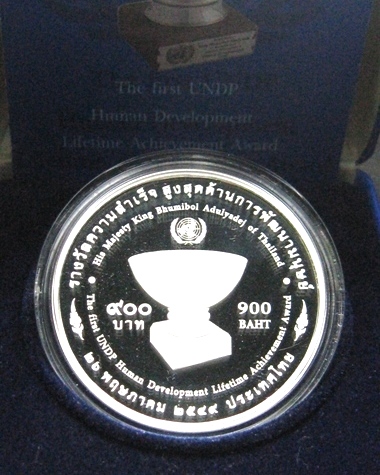 The first UNDP
Human Development
Lifetime Achievement Award
รางวัลความสำเร็จ สูงสุดด้านการพัฒนามนุษย์
His Majesty King Bhumibol Adulyadej of Thailand
๙๐๐
บาท
900
BAHT
The first UNDP Human Development Lifetime Achievement Award
๒๖ พฤษภาคม ๒๕๔๙ ประเทศไทย